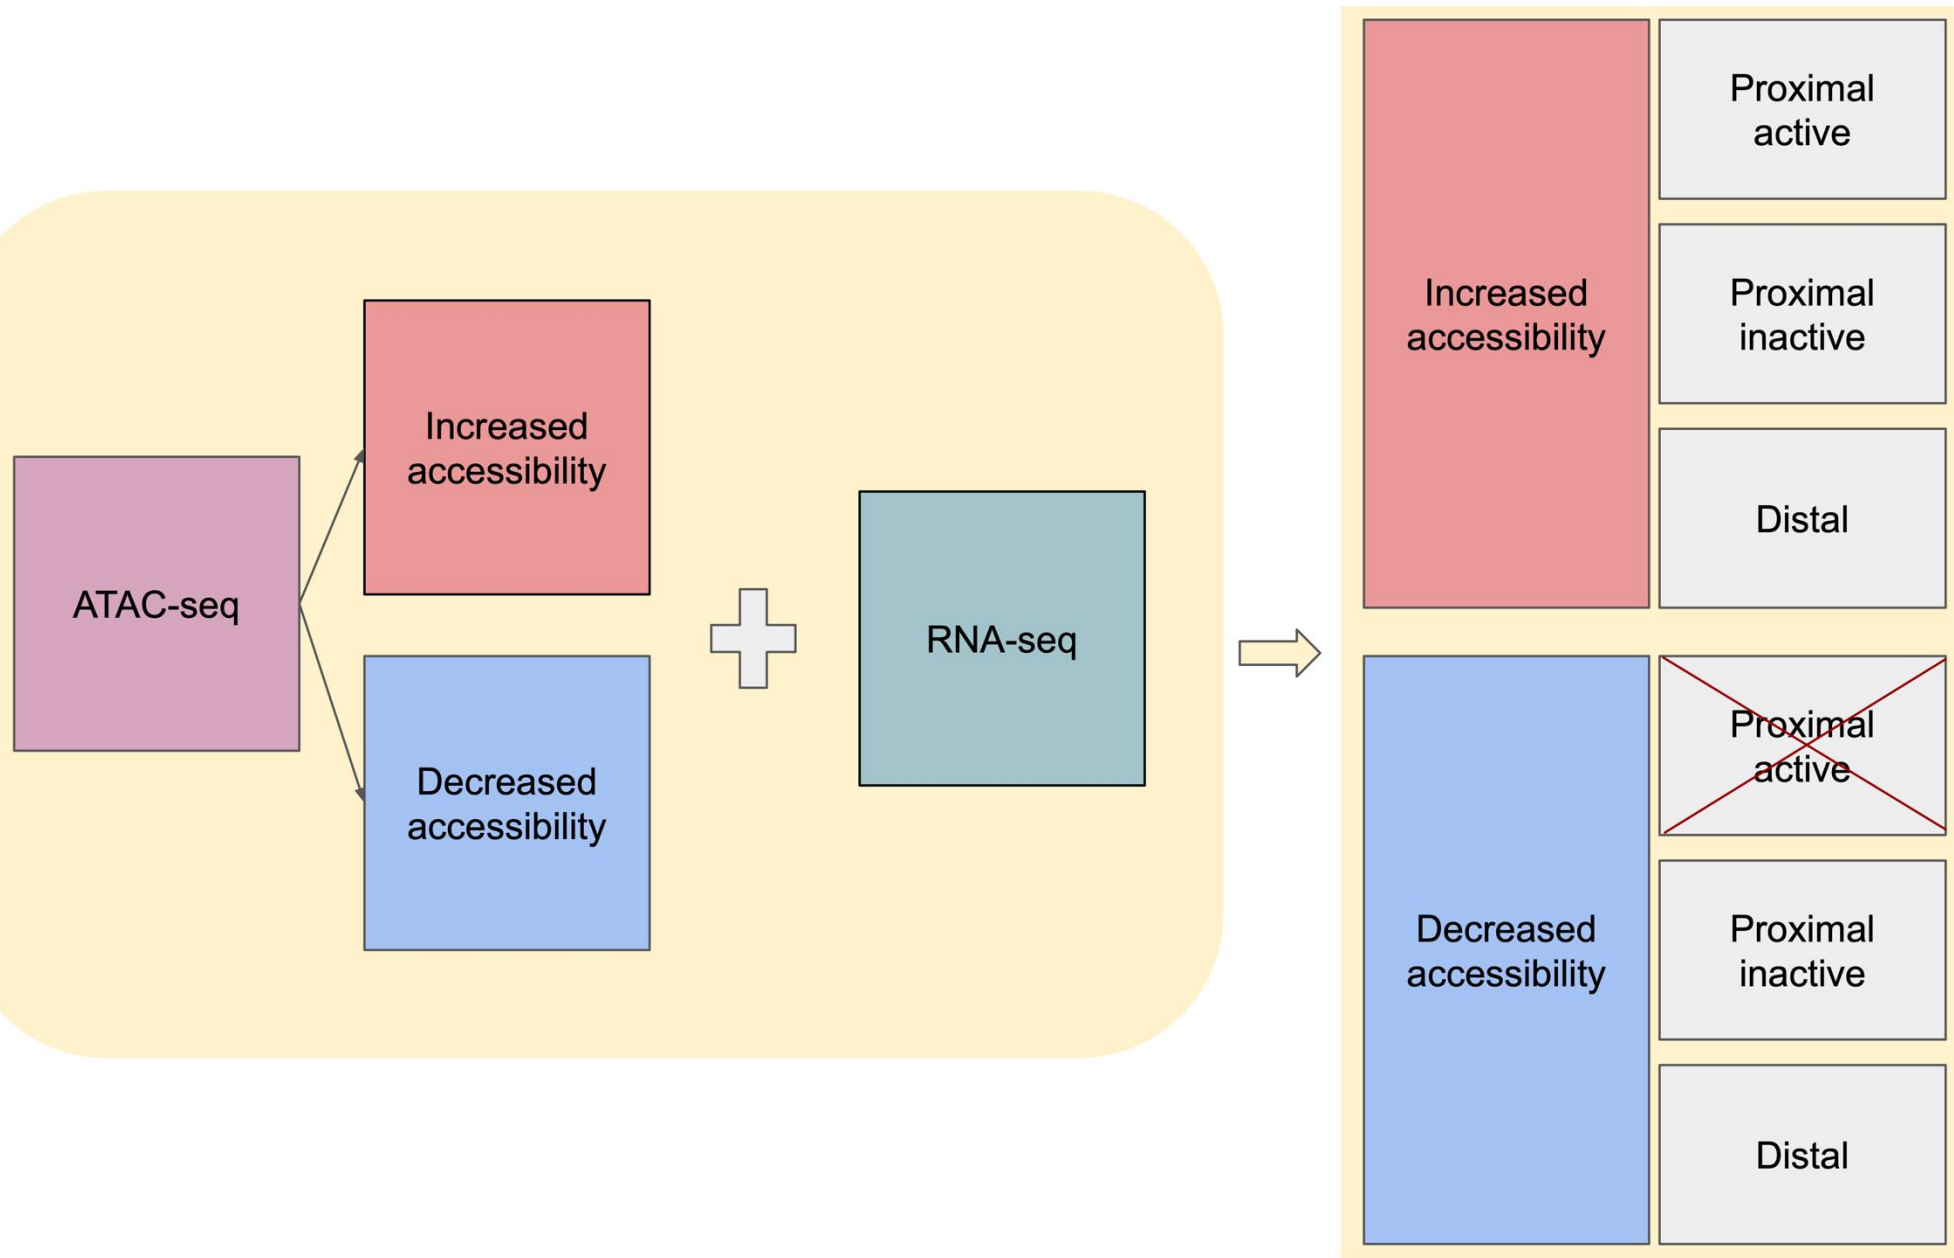 ATAC-seq
Increased
accessibility
Decreased
accessibility
RNA-seq
Increased
accessibility
Proximal
active
Proximal
inactive
Distal
Decreased
accessibility
Proximal
active
Proximal
inactive
Distal